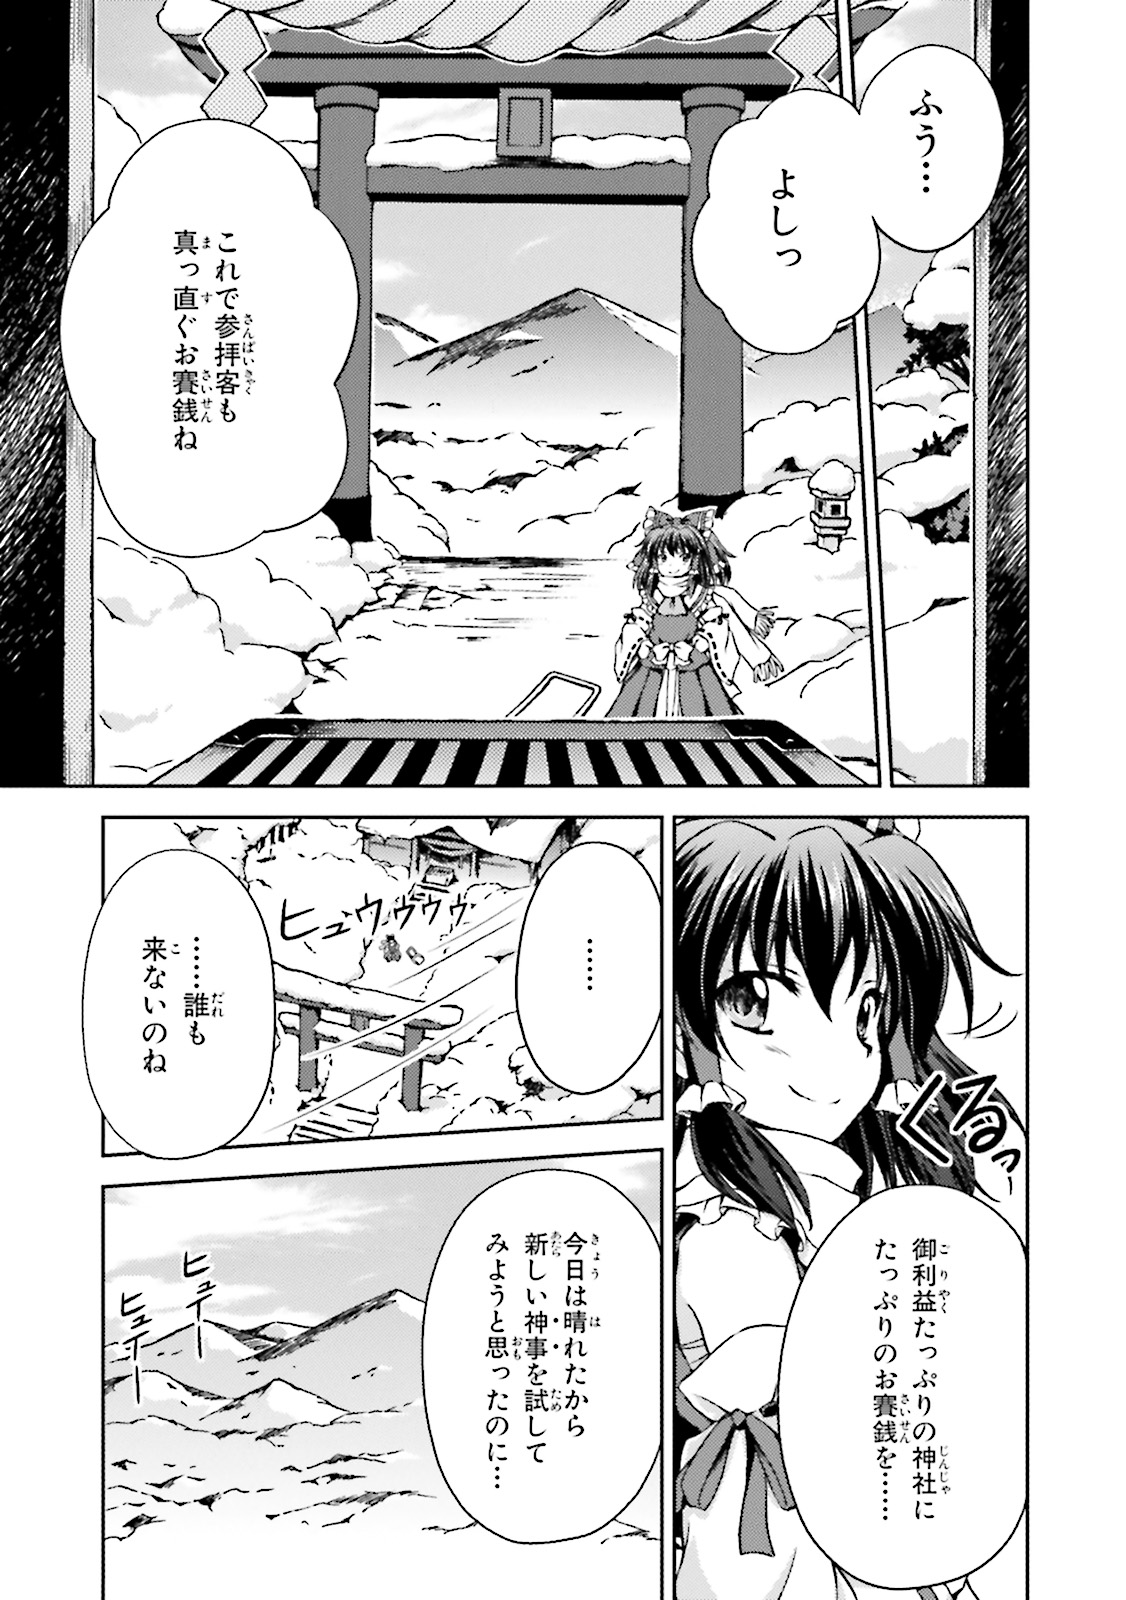 ふう…
よしっ
これで参拝客も
真っ直ぐお賽銭ね
くるっ
御利益たっぷりの神社に
たっぷりのお賽銭を……
……
ヒュウゥゥゥゥ
……誰も
来ないのね
今日は晴れたから
新しい神事を試して
みようと思ったのに…
ヒュー
ヒュー